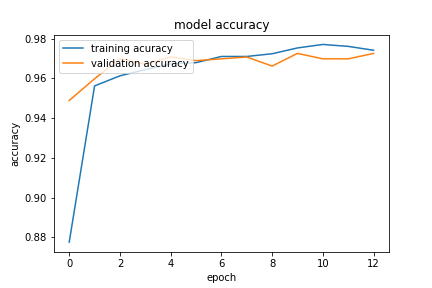 model accuracy
training acuracy
validation accuracy
accuracy
0.98
0.96
0.94
0.92
0.90
0.88
0 2 4 6 8 10 12
epoch